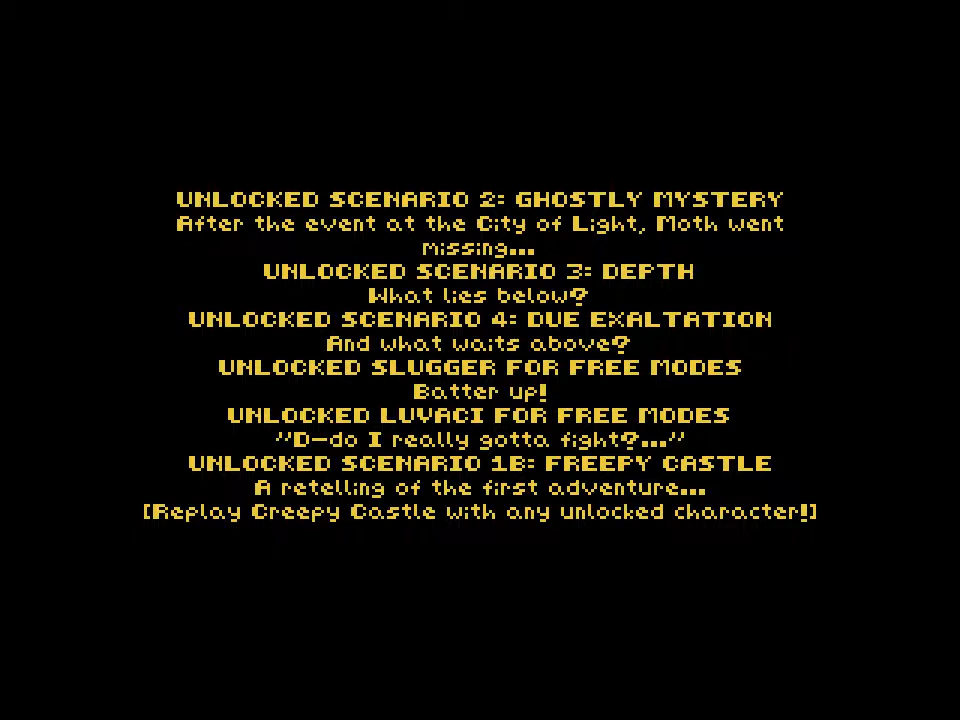 UNLOCKED SCENARIO 2: GHOSTLY MYSTERY
After the event at the City of Light, Moth went
missing...
UNLOCKED SCENARIO 3: DEPTH
What lies below?
UNLOCKED SCENARIO 4: DUE EXALTATION
And what waits above?
UNLOCKED SLUGGER FOR FREE MODES
Batter up!
UNLOCKED LUVACI FOR FREE MODES
"D-do I really gotta fight?..."
UNLOCKED SCENARIO 1B: FREEPY CASTLE
A retelling of the first adventure...
[Replay Creepy Castle with any unlocked character!]